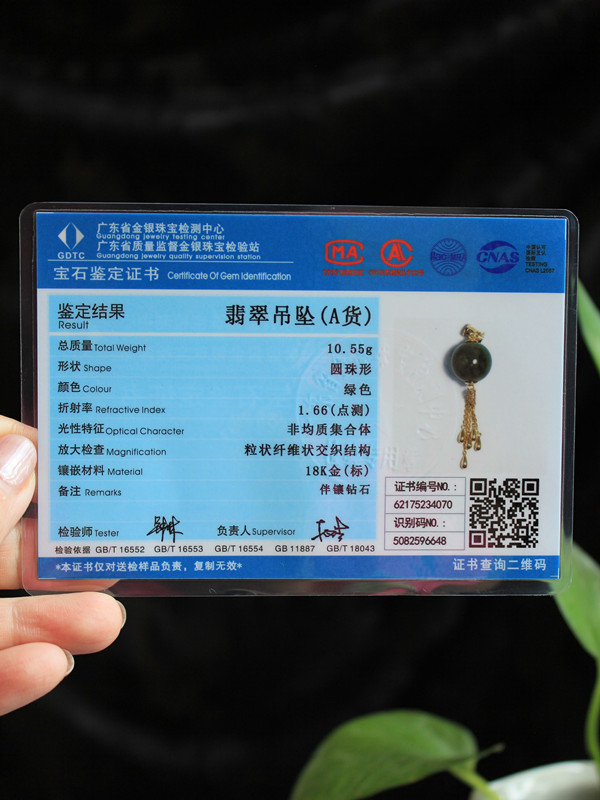 广东省金银珠宝检测中心
Guangdong jewelry testing center
广东省质量监督金银珠宝检验站
Guangdong jewelry quality supervision station
GDTC
宝石鉴定证书 Certificate Of Gem Identification
MA
CNAS
TESTING
鉴定结果
Result
翡翠吊坠(A货)
总质量 Total Weight 10.55g
形状 Shape 圆珠形
颜色 Colour 绿色
折射率 Refractive Index 1.66(点测)
光性特征 Optical Character 非均质集合体
放大检查 Magnification 粒状纤维状交织结构
镶嵌材料 Material 18K金(标)
备注 Remarks 伴镶钻石
检验师 Tester
负责人 Supervisor
检验依据 GB/T 16552 GB/T 16553 GB/T 16554 GB 11887 GB/T 18043
证书编号NO.:
62175234070
识别码NO.:
5082596648
*本证书仅对送检样品负责，复制无效*
证书查询二维码